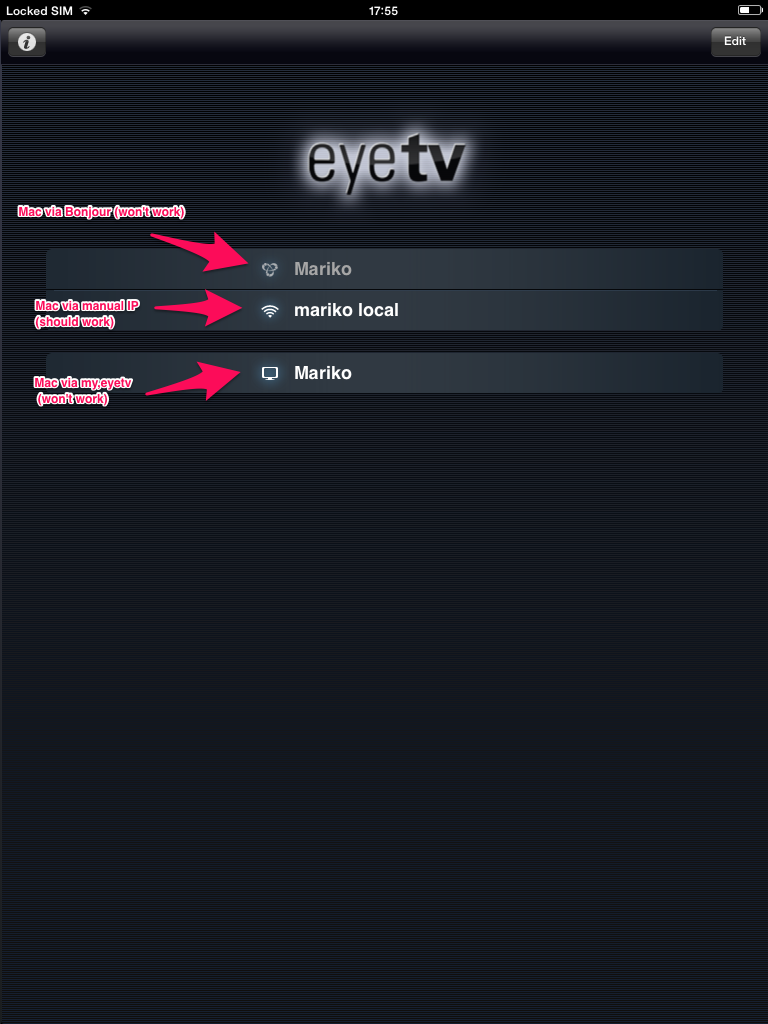 Locked SIM 17:55
Edit
eyetv
Mac via Bonjour (won't work)
Mariko
Mac via manual IP
(should work)
mariko local
Mac via my,eyetv
(won't work)
Mariko